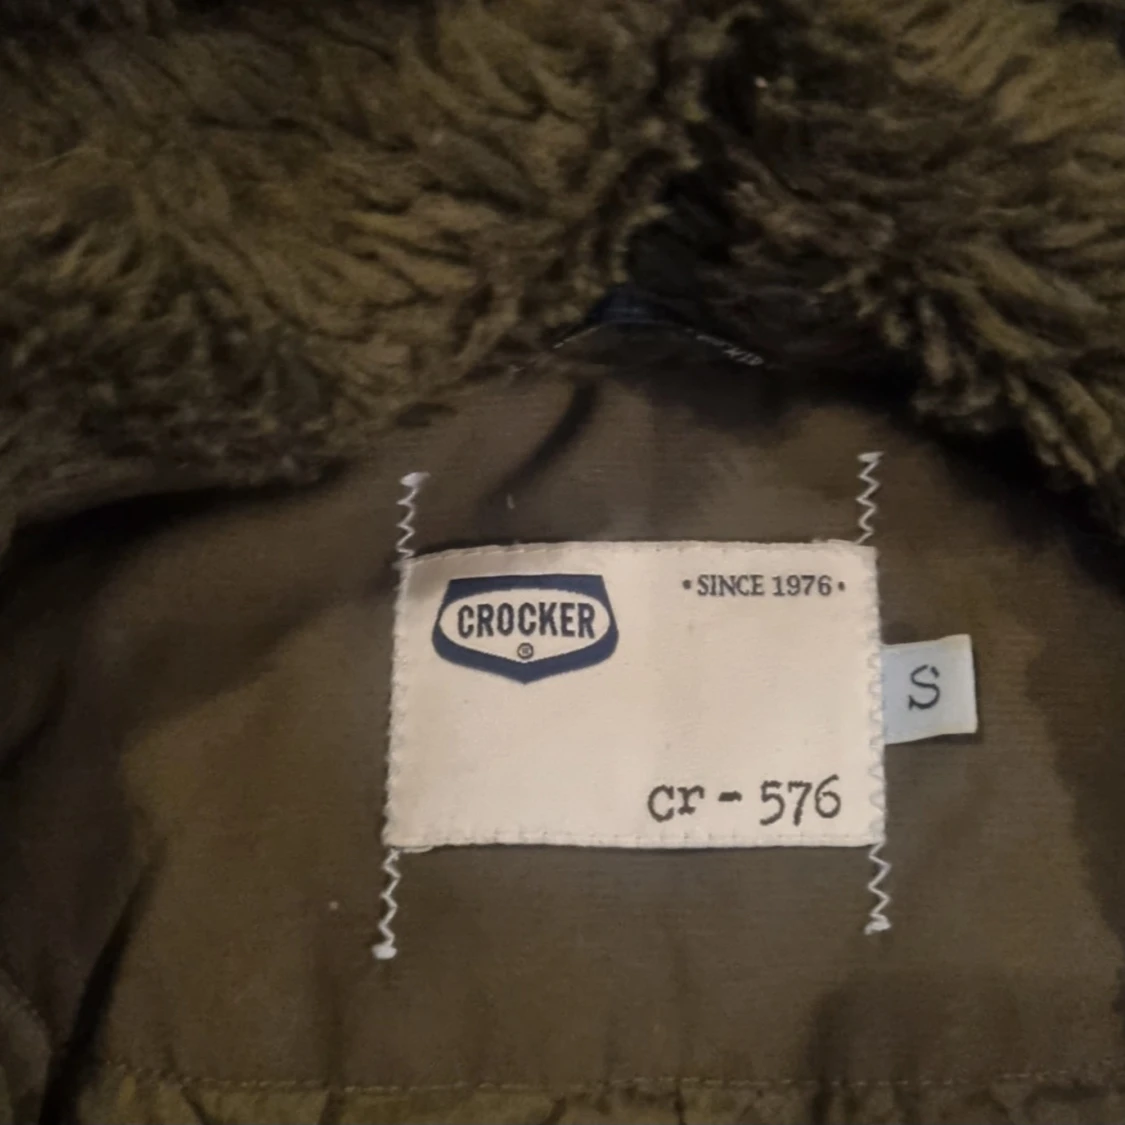 CROCKER
®
• SINCE 1976 •
S
cr - 576